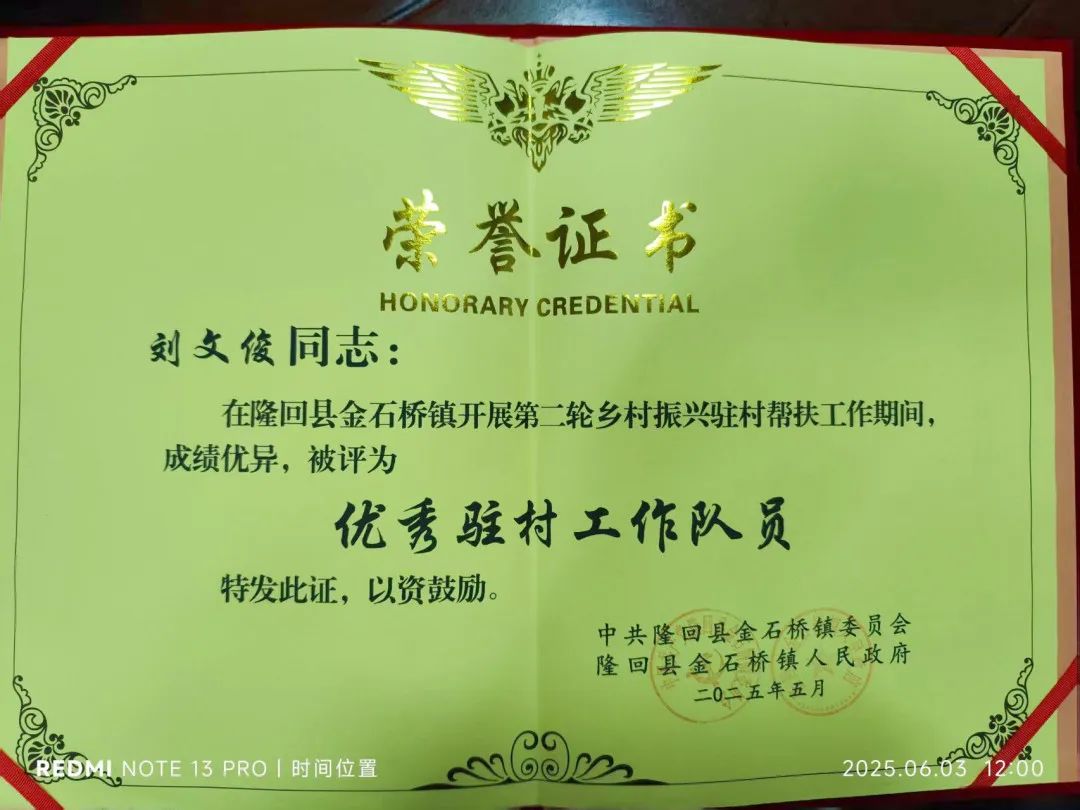 荣誉证书
HONORARY CREDENTIAL
刘文俊同志：
在隆回县金石桥镇开展第二轮乡村振兴驻村帮扶工作期间，
成绩优异，被评为
优秀驻村工作队员
特发此证，以资鼓励。
中共隆回县金石桥镇委员会
隆回县金石桥镇人民政府
二0二五年五月
REDMI NOTE 13 PRO | 时间位置
2025.06.03 12:00